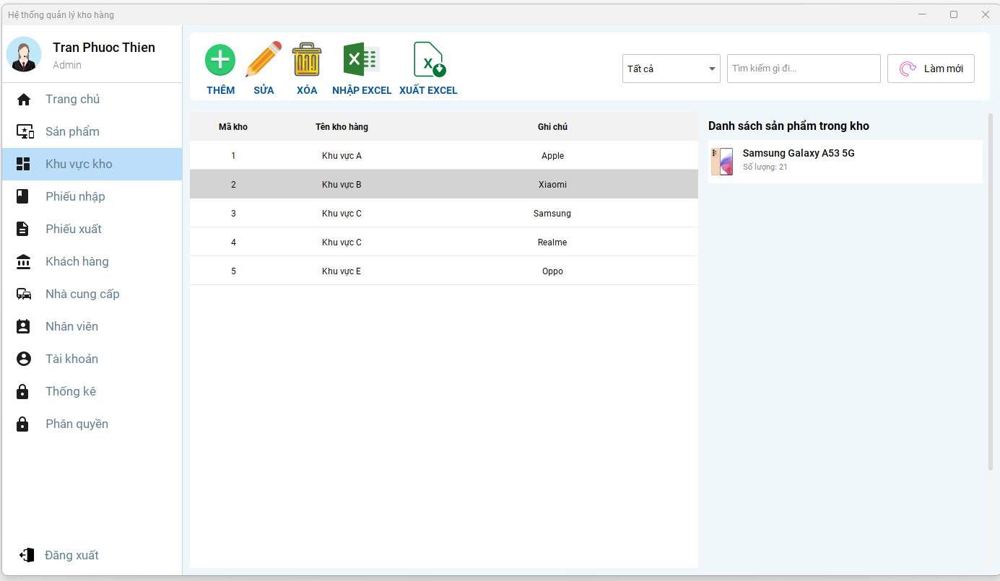 Hệ thống quản lý kho hàng
Tran Phuoc Thien
Admin
Trang chủ
Sản phẩm
Khu vực kho
Phiếu nhập
Phiếu xuất
Khách hàng
Nhà cung cấp
Nhân viên
Tài khoản
Thống kê
Phân quyền
Đăng xuất
THÊM SỬA XÓA NHẬP EXCEL XUẤT EXCEL
Tất cả Tìm kiếm gì đi... Làm mới
Mã kho Tên kho hàng Ghi chú
1 Khu vực A Apple
2 Khu vực B Xiaomi
3 Khu vực C Samsung
4 Khu vực C Realme
5 Khu vực E Oppo
Danh sách sản phẩm trong kho
Samsung Galaxy A53 5G
Số lượng: 21